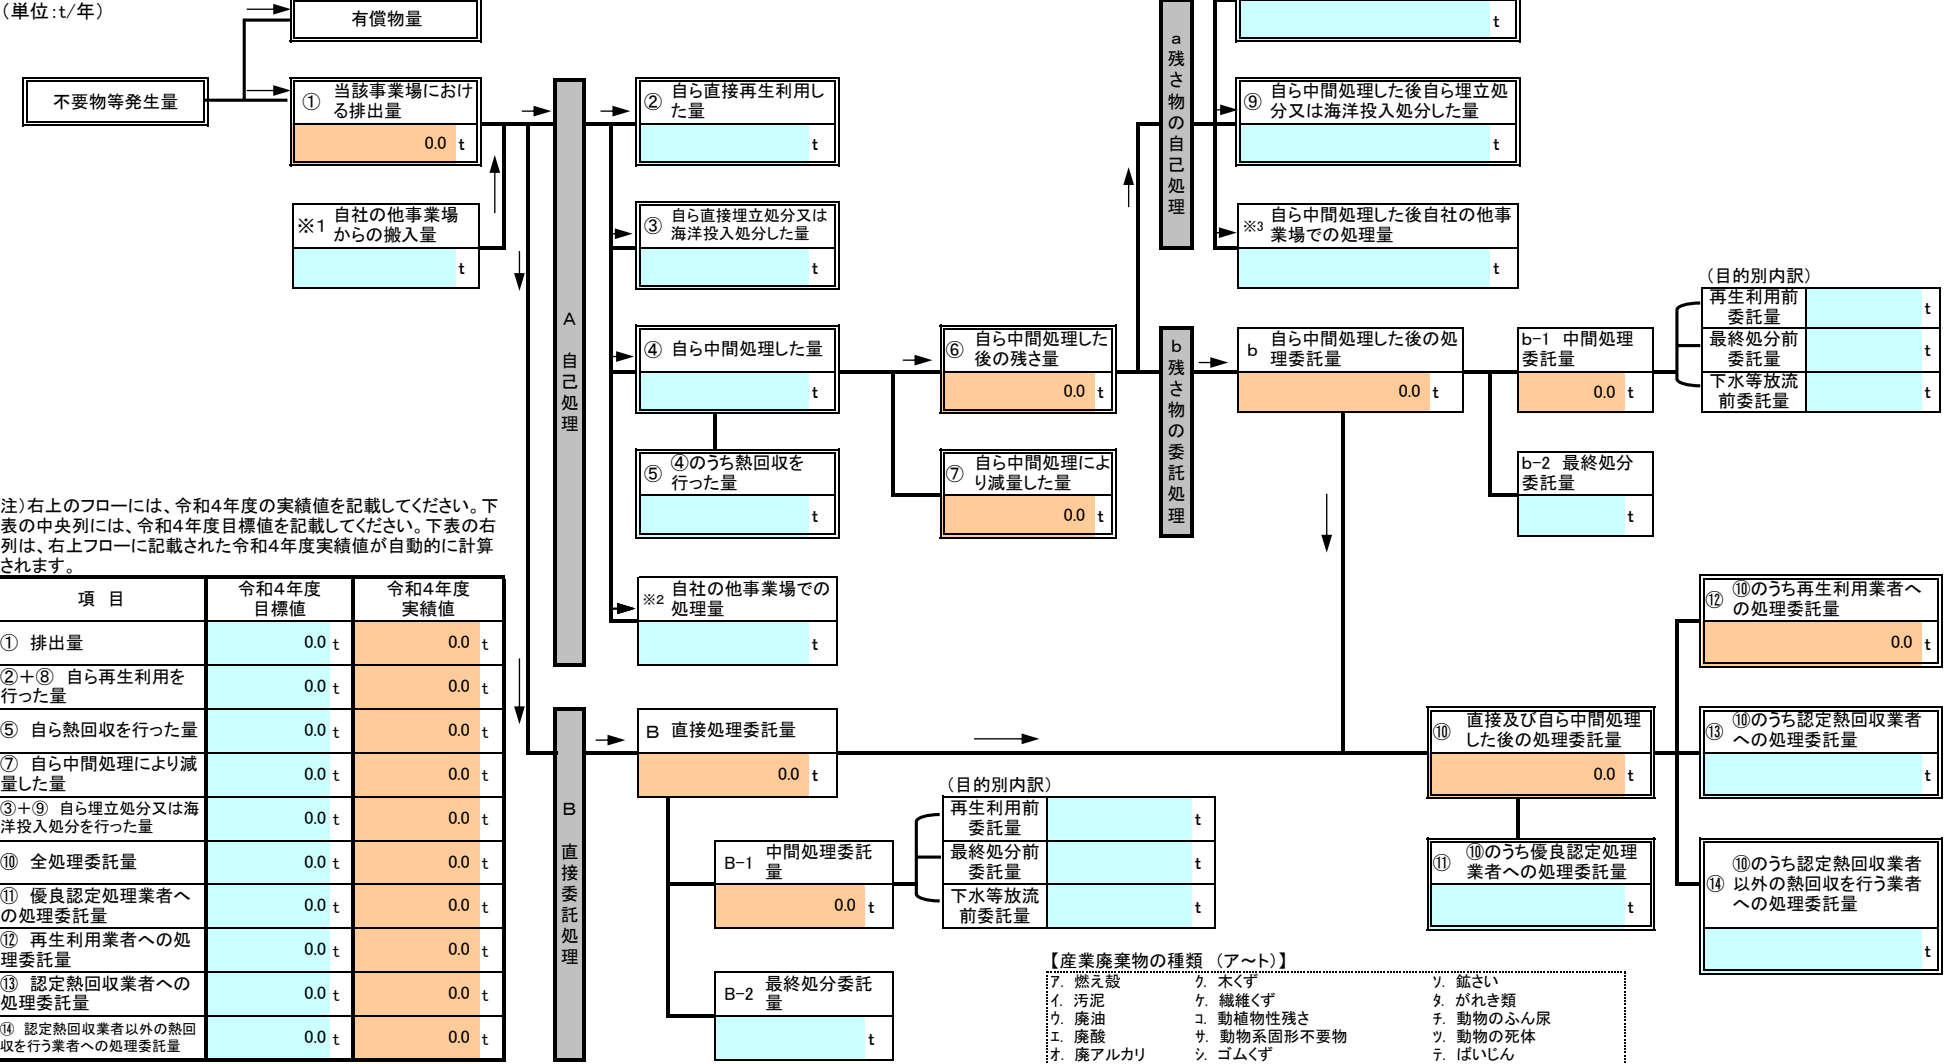 (単位:t/年)
有償物量
不要物等発生量
① 当該事業場におけ
る排出量
0.0 t
※1 自社の他事業場
からの搬入量
t
A
自己処理
② 自ら直接再生利用し
た量
t
③ 自ら直接埋立処分又は
海洋投入処分した量
t
④ 自ら中間処理した量
t
⑤ ④のうち熱回収を
行った量
t
※2 自社の他事業場での
処理量
t
⑥ 自ら中間処理した
後の残さ量
0.0 t
⑦ 自ら中間処理によ
り減量した量
0.0 t
a
残さ物の自己処理
t
⑨ 自ら中間処理した後自ら埋立処
分又は海洋投入処分した量
t
※3 自ら中間処理した後自社の他事
業場での処理量
t
b
残さ物の委託処理
b 自ら中間処理した後の処
理委託量
0.0 t
b-1 中間処理
委託量
0.0 t
b-2 最終処分
委託量
t
(目的別内訳)
再生利用前
委託量
t
最終処分前
委託量
t
下水等放流
前委託量
t
注)右上のフローには、令和4年度の実績値を記載してください。下
表の中央列には、令和4年度目標値を記載してください。下表の右
列は、右上フローに記載された令和4年度実績値が自動的に計算
されます。
項 目
令和4年度
目標値
令和4年度
実績値
① 排出量 0.0 t 0.0 t
②+⑧ 自ら再生利用を
行った量 0.0 t 0.0 t
⑤ 自ら熱回収を行った量 0.0 t 0.0 t
⑦ 自ら中間処理により減
量した量 0.0 t 0.0 t
③+⑨ 自ら埋立処分又は海
洋投入処分を行った量 0.0 t 0.0 t
⑩ 全処理委託量 0.0 t 0.0 t
⑪ 優良認定処理業者へ
の処理委託量 0.0 t 0.0 t
⑫ 再生利用業者への処
理委託量 0.0 t 0.0 t
⑬ 認定熱回収業者への
処理委託量 0.0 t 0.0 t
⑭ 認定熱回収業者以外の熱回
収を行う業者への処理委託量 0.0 t 0.0 t
B
直接委託処理
B 直接処理委託量
0.0 t
B-1 中間処理委託
量
0.0 t
B-2 最終処分委託
量
t
(目的別内訳)
再生利用前
委託量
t
最終処分前
委託量
t
下水等放流
前委託量
t
⑩ 直接及び自ら中間処理
した後の処理委託量
0.0 t
⑪ ⑩のうち優良認定処理
業者への処理委託量
t
⑫ ⑩のうち再生利用業者へ
の処理委託量
0.0 t
⑬ ⑩のうち認定熱回収業者
への処理委託量
t
⑭ ⑩のうち認定熱回収業者
以外の熱回収を行う業者
への処理委託量
t
【産業廃棄物の種類 (ア~ト)】
ア. 燃え殻 ク. 木くず ソ. 鉱さい
イ. 汚泥 ケ. 繊維くず タ. がれき類
ウ. 廃油 コ. 動植物性残さ チ. 動物のふん尿
エ. 廃酸 サ. 動物系固形不要物 ツ. 動物の死体
オ. 廃アルカリ シ. ゴムくず テ. ばいじん